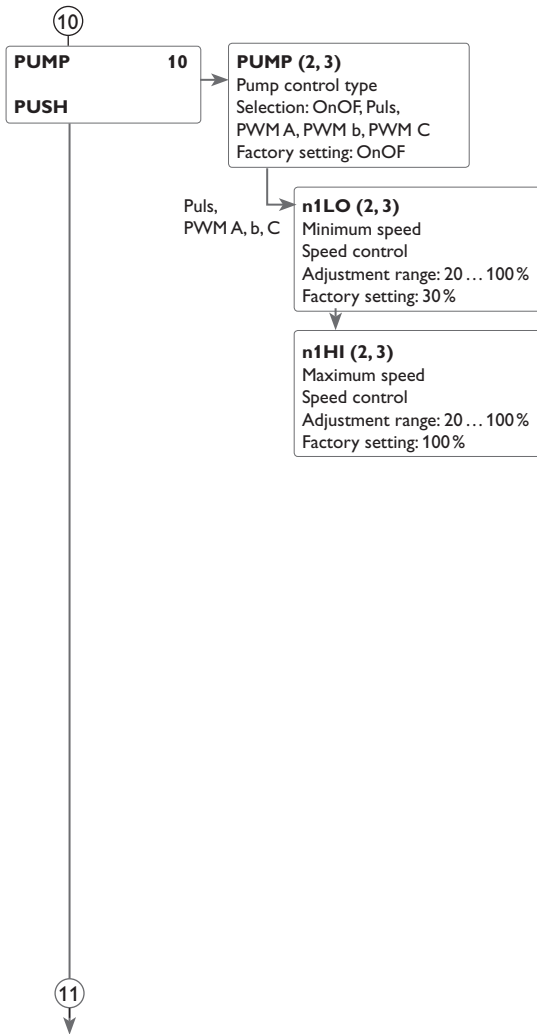 10
PUMP 10
PUSH
PUMP (2, 3)
Pump control type
Selection: OnOF, Puls,
PWM A, PWM b, PWM C
Factory setting: OnOF
Puls,
PWM A, b, C
n1LO (2, 3)
Minimum speed
Speed control
Adjustment range: 20 … 100 %
Factory setting: 30 %
n1HI (2, 3)
Maximum speed
Speed control
Adjustment range: 20 … 100 %
Factory setting: 100 %
11